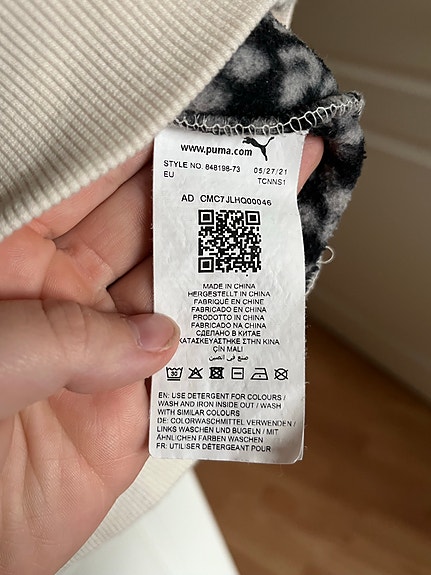 www.puma.com
STYLE NO. 848198-73 05/27/21
EU TCNNS1
AD CMC7JLHQ00046
MADE IN CHINA
HERGESTELLT IN CHINA
FABRIQUÉ EN CHINE
FABRICADO EN CHINA
PRODOTTO IN CHINA
FABRICADO NA CHINA
СДЕЛАНО В КИТАЕ
ΚΑΤΑΣΚΕΥΑΣΤΗΚΕ ΣΤΗΝ ΚΙΝΑ
ÇİN MALI
صنع في الصين
30
EN: USE DETERGENT FOR COLOURS /
WASH AND IRON INSIDE OUT / WASH
WITH SIMILAR COLOURS
DE: COLORWASCHMITTEL VERWENDEN /
LINKS WASCHEN UND BÜGELN / MIT
ÄHNLICHEN FARBEN WASCHEN
FR: UTILISER DÉTERGEANT POUR